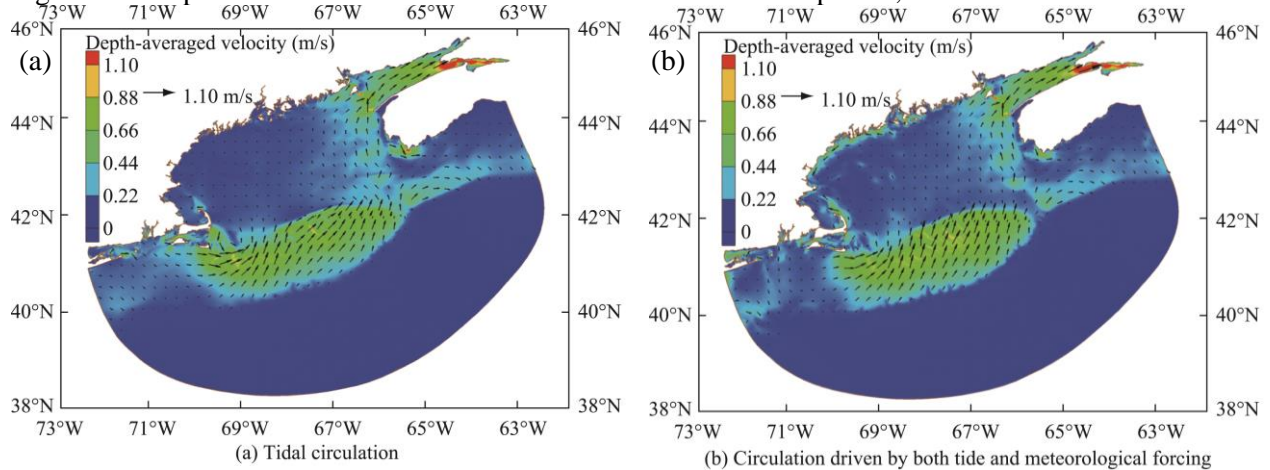 46°N
Depth-averaged velocity (m/s)
(a)
1.10
0.88
1.10 m/s
0.66
0.44
0.22
0
44°N
42°N
40°N
38°N
73°W 71°W 69°W 67°W 65°W 63°W
46°N
44°N
42°N
40°N
38°N
73°W 71°W 69°W 67°W 65°W 63°W
(a) Tidal circulation
73°W 71°W 69°W 67°W 65°W 63°W
46°N
Depth-averaged velocity (m/s)
(b)
1.10
0.88
1.10 m/s
0.66
0.44
0.22
0
44°N
42°N
40°N
38°N
46°N
44°N
42°N
40°N
38°N
73°W 71°W 69°W 67°W 65°W 63°W
(b) Circulation driven by both tide and meteorological forcing